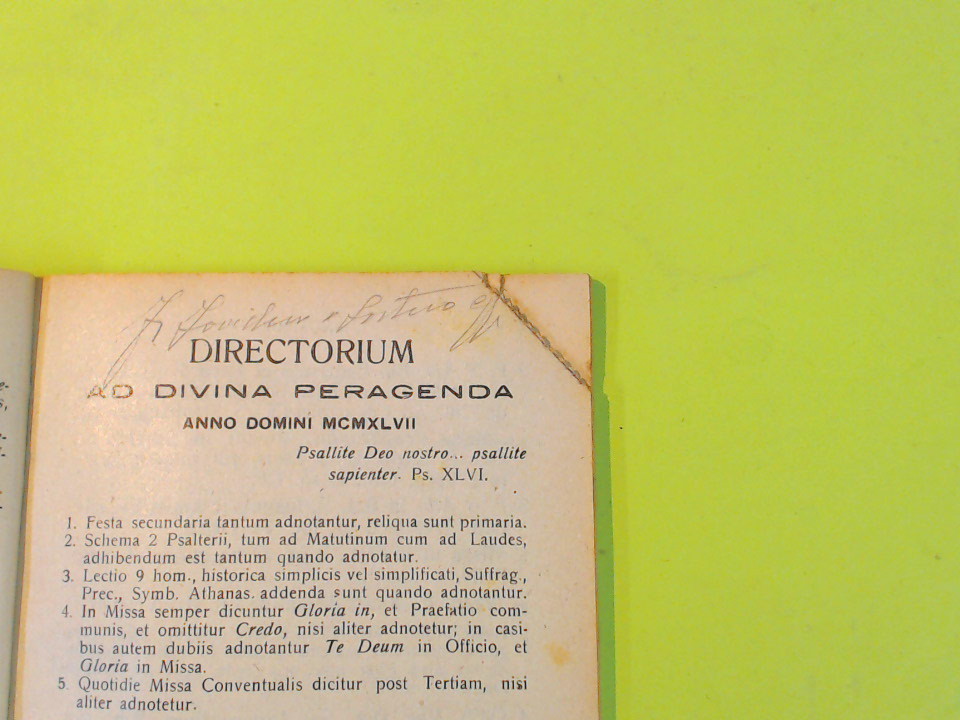 DIRECTORIUM
AD DIVINA PERAGENDA
ANNO DOMINI MCMXLVII
Psallite Deo nostro... psallite
sapienter. Ps. XLVI.
1. Festa secundaria tantum adnotantur, reliqua sunt primaria.
2. Schema 2 Psalterii, tum ad Matutinum cum ad Laudes,
adhibendum est tantum quando adnotatur.
3. Lectio 9 hom., historica simplicis vel simplificati, Suffrag.,
Prec., Symb. Athanas. addenda sunt quando adnotantur.
4. In Missa semper dicuntur Gloria in, et Praefatio com-
munis, et omittitur Credo, nisi aliter adnotetur; in casi-
bus autem dubiis adnotantur Te Deum in Officio, et
Gloria in Missa.
5. Quotidie Missa Conventualis dicitur post Tertiam, nisi
aliter adnotetur.